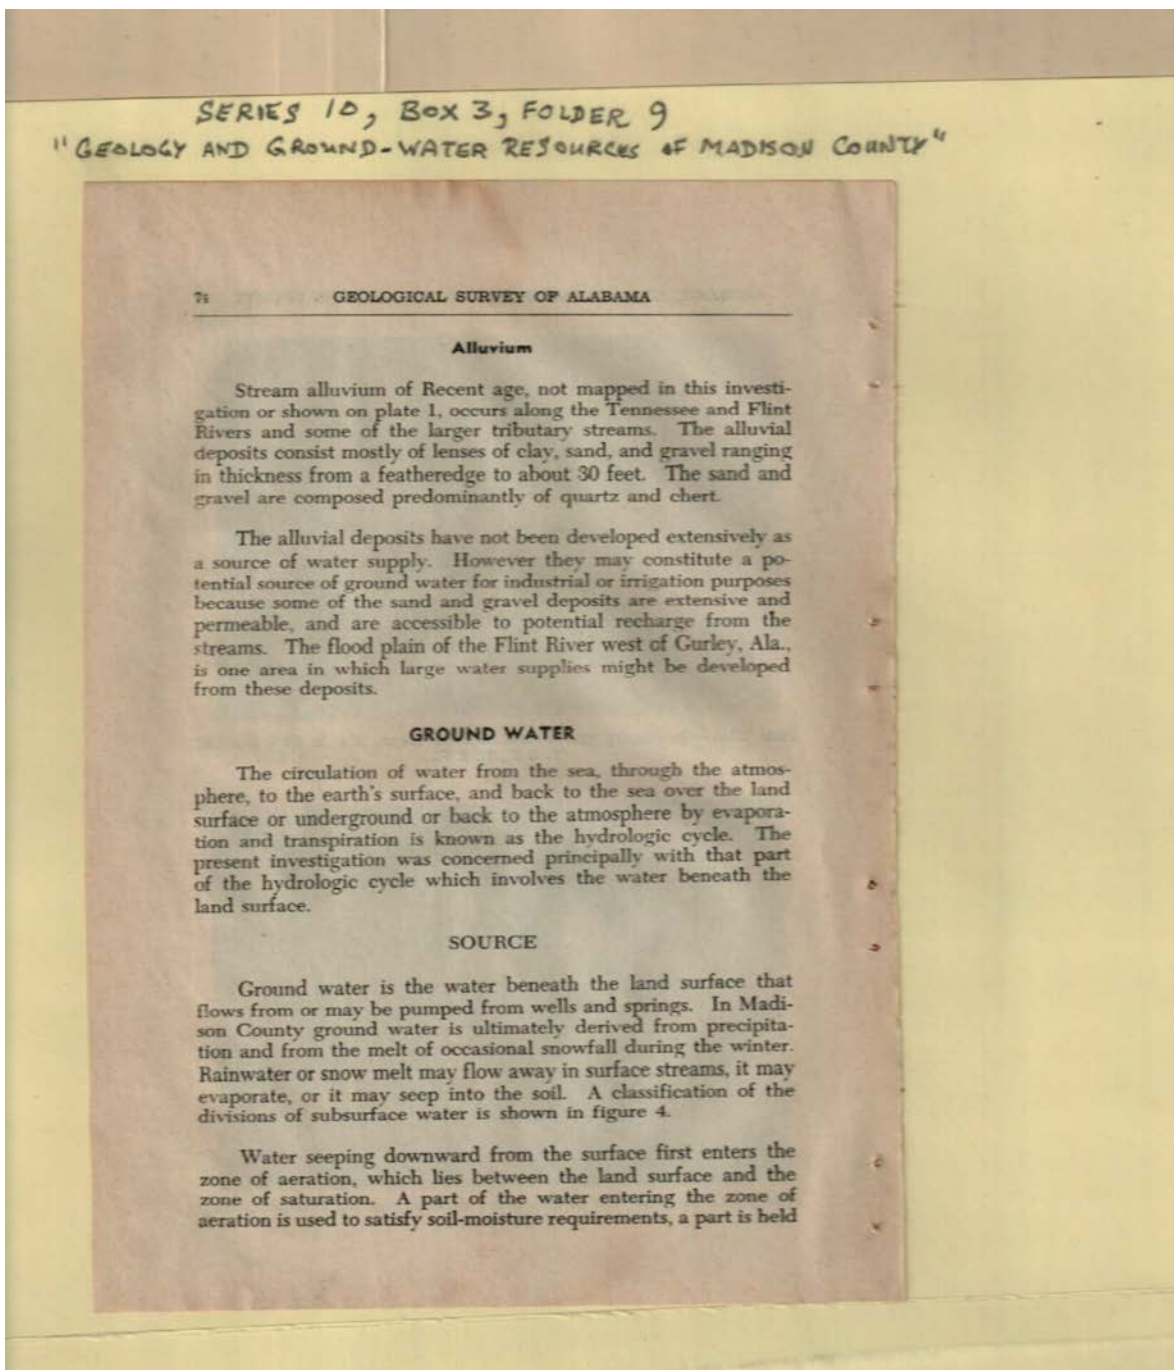 SERIES 10, BOX 3, FOLDER 9
"GEOLOGY AND GROUND-WATER RESOURCES OF MADISON COUNTY"
74 GEOLOGICAL SURVEY OF ALABAMA
Alluvium
Stream alluvium of Recent age, not mapped in this investi-
gation or shown on plate 1, occurs along the Tennessee and Flint
Rivers and some of the larger tributary streams. The alluvial
deposits consist mostly of lenses of clay, sand, and gravel ranging
in thickness from a featheredge to about 30 feet. The sand and
gravel are composed predominantly of quartz and chert.
The alluvial deposits have not been developed extensively as
a source of water supply. However they may constitute a po-
tential source of ground water for industrial or irrigation purposes
because some of the sand and gravel deposits are extensive and
permeable, and are accessible to potential recharge from the
streams. The flood plain of the Flint River west of Gurley, Ala.,
is one area in which large water supplies might be developed
from these deposits.
GROUND WATER
The circulation of water from the sea, through the atmos-
phere, to the earth's surface, and back to the sea over the land
surface or underground or back to the atmosphere by evapora-
tion and transpiration is known as the hydrologic cycle. The
present investigation was concerned principally with that part
of the hydrologic cycle which involves the water beneath the
land surface.
SOURCE
Ground water is the water beneath the land surface that
flows from or may be pumped from wells and springs. In Madi-
son County ground water is ultimately derived from precipita-
tion and from the melt of occasional snowfall during the winter.
Rainwater or snow melt may flow away in surface streams, it may
evaporate, or it may seep into the soil. A classification of the
divisions of subsurface water is shown in figure 4.
Water seeping downward from the surface first enters the
zone of aeration, which lies between the land surface and the
zone of saturation. A part of the water entering the zone of
aeration is used to satisfy soil-moisture requirements, a part is held